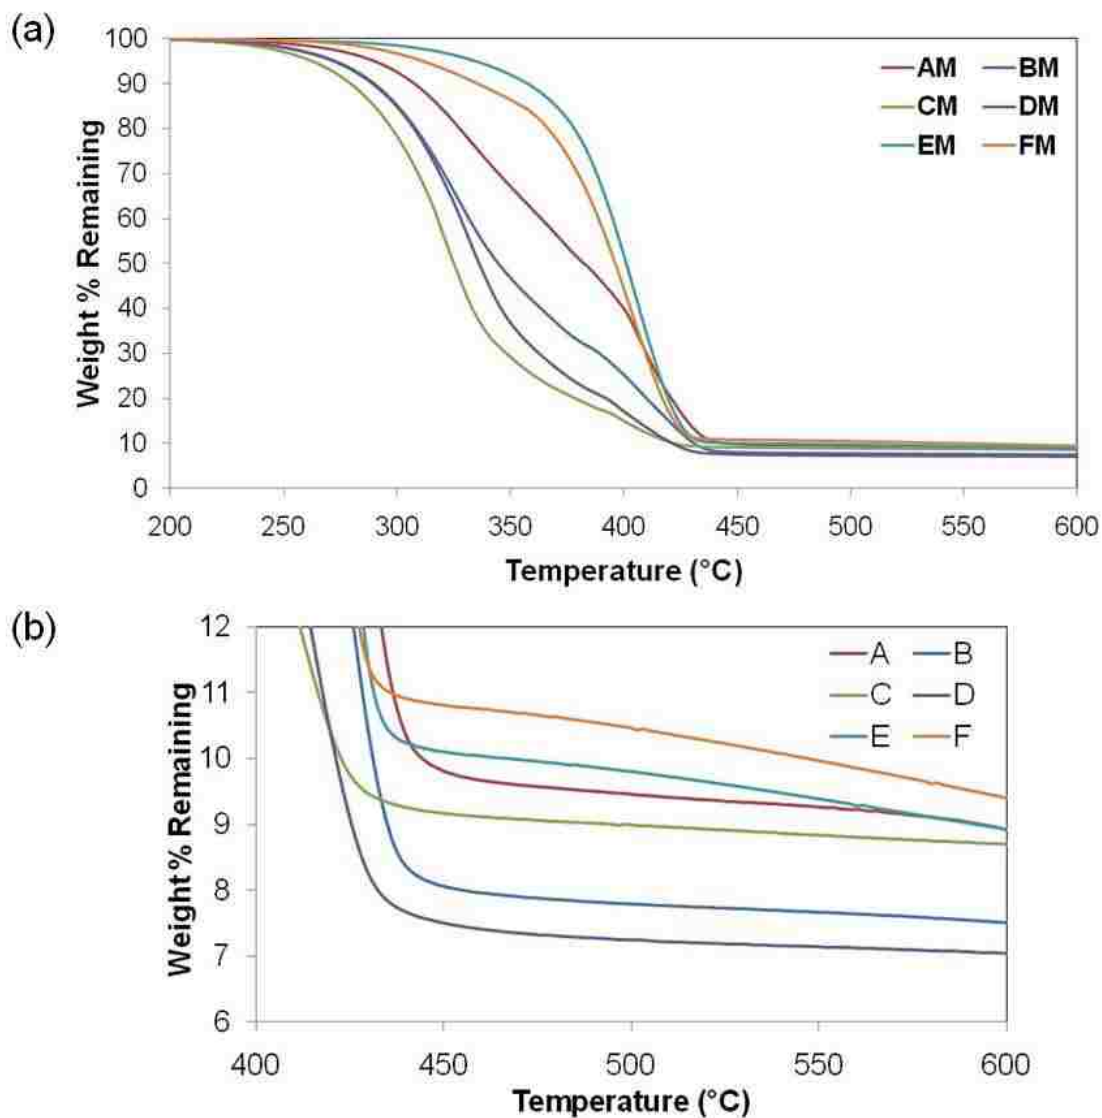 (a)
100
90
80
70
60
50
40
30
20
10
0
Weight % Remaining
AM BM
CM DM
EM FM
200 250 300 350 400 450 500 550 600
Temperature (°C)
(b)
12
11
10
9
8
7
6
Weight % Remaining
A B
C D
E F
400 450 500 550 600
Temperature (°C)